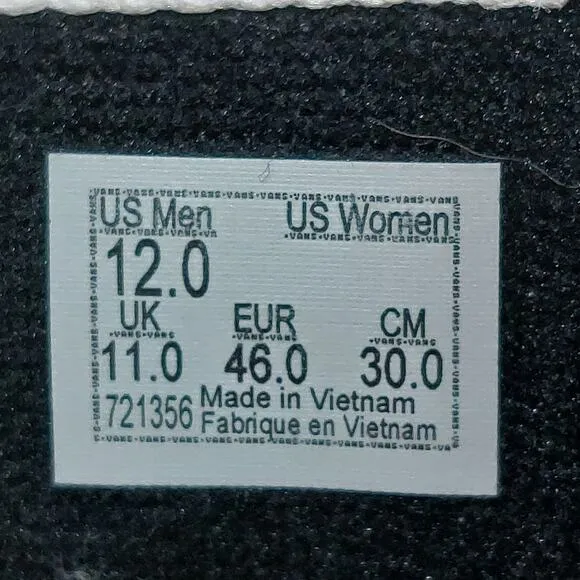 US Men US Women
12.0
UK EUR CM
11.0 46.0 30.0
721356 Made in Vietnam
Fabrique en Vietnam